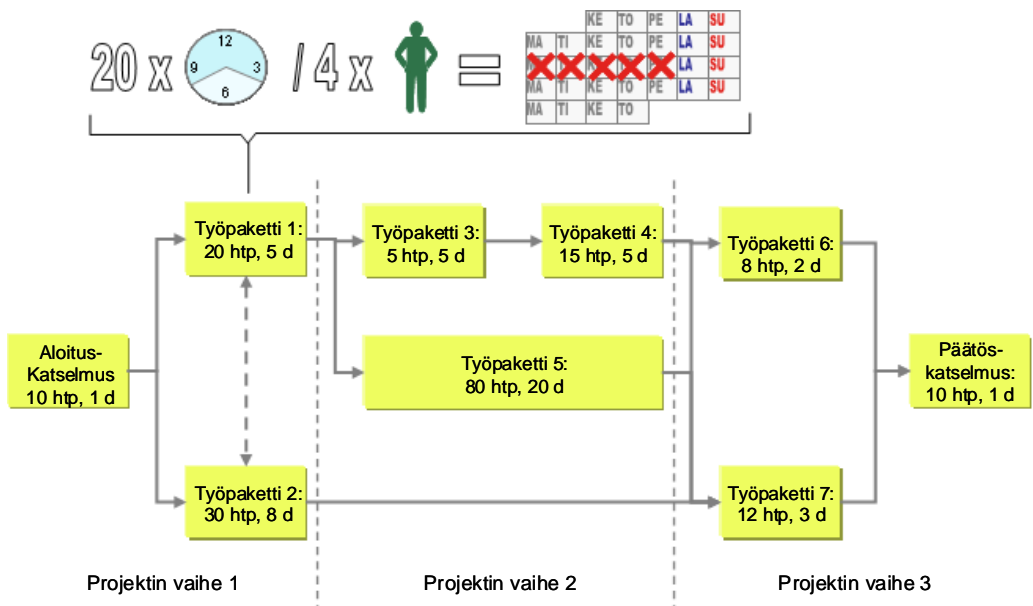 20 x 12 3 6 9 / 4 x =
KE TO PE LA SU
MA TI KE TO PE LA SU
LA SU
MA TI KE TO PE LA SU
MA TI KE TO
Työpaketti 1:
20 htp, 5 d
Työpaketti 3:
5 htp, 5 d
Työpaketti 4:
15 htp, 5 d
Työpaketti 6:
8 htp, 2 d
Aloitus-
Katselmus
10 htp, 1 d
Työpaketti 5:
80 htp, 20 d
Päätös-
katselmus:
10 htp, 1 d
Työpaketti 2:
30 htp, 8 d
Työpaketti 7:
12 htp, 3 d
Projektin vaihe 1
Projektin vaihe 2
Projektin vaihe 3